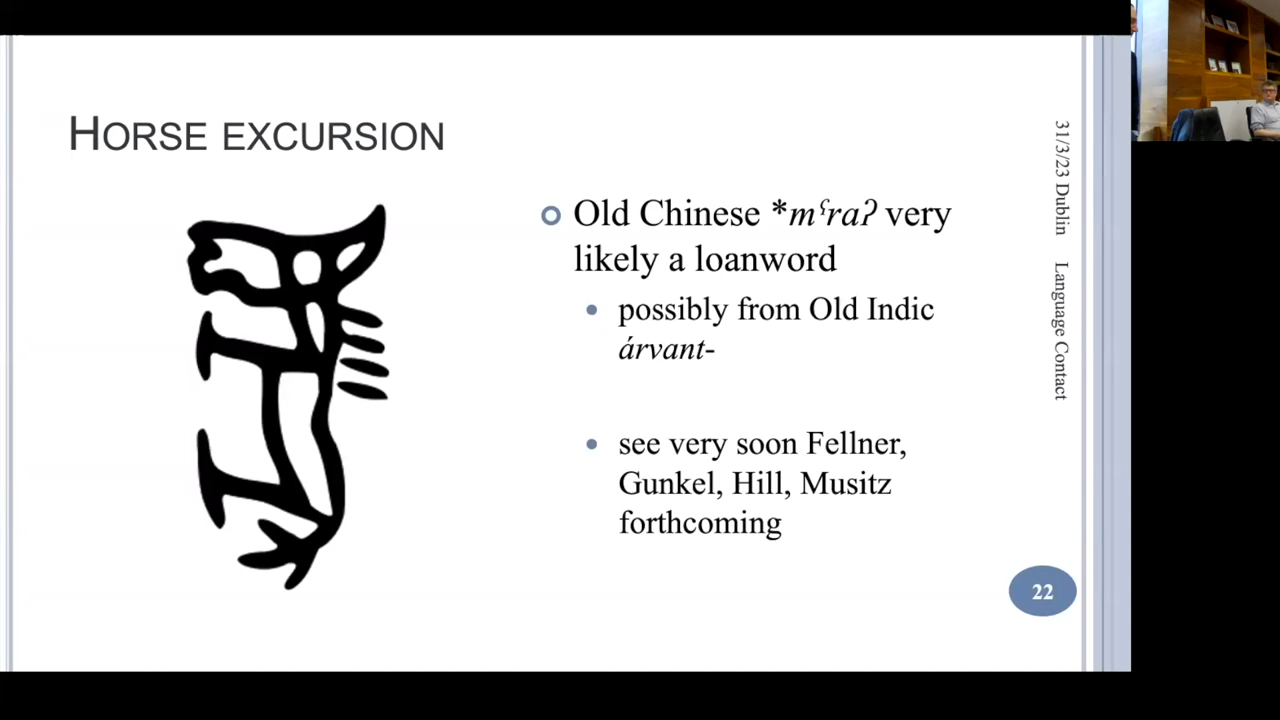 HORSE EXCURSION
Old Chinese *mˤraʔ very
likely a loanword
possibly from Old Indic
árvant-
see very soon Fellner,
Gunkel, Hill, Musitz
forthcoming
31/3/23 Dublin Language Contact
22